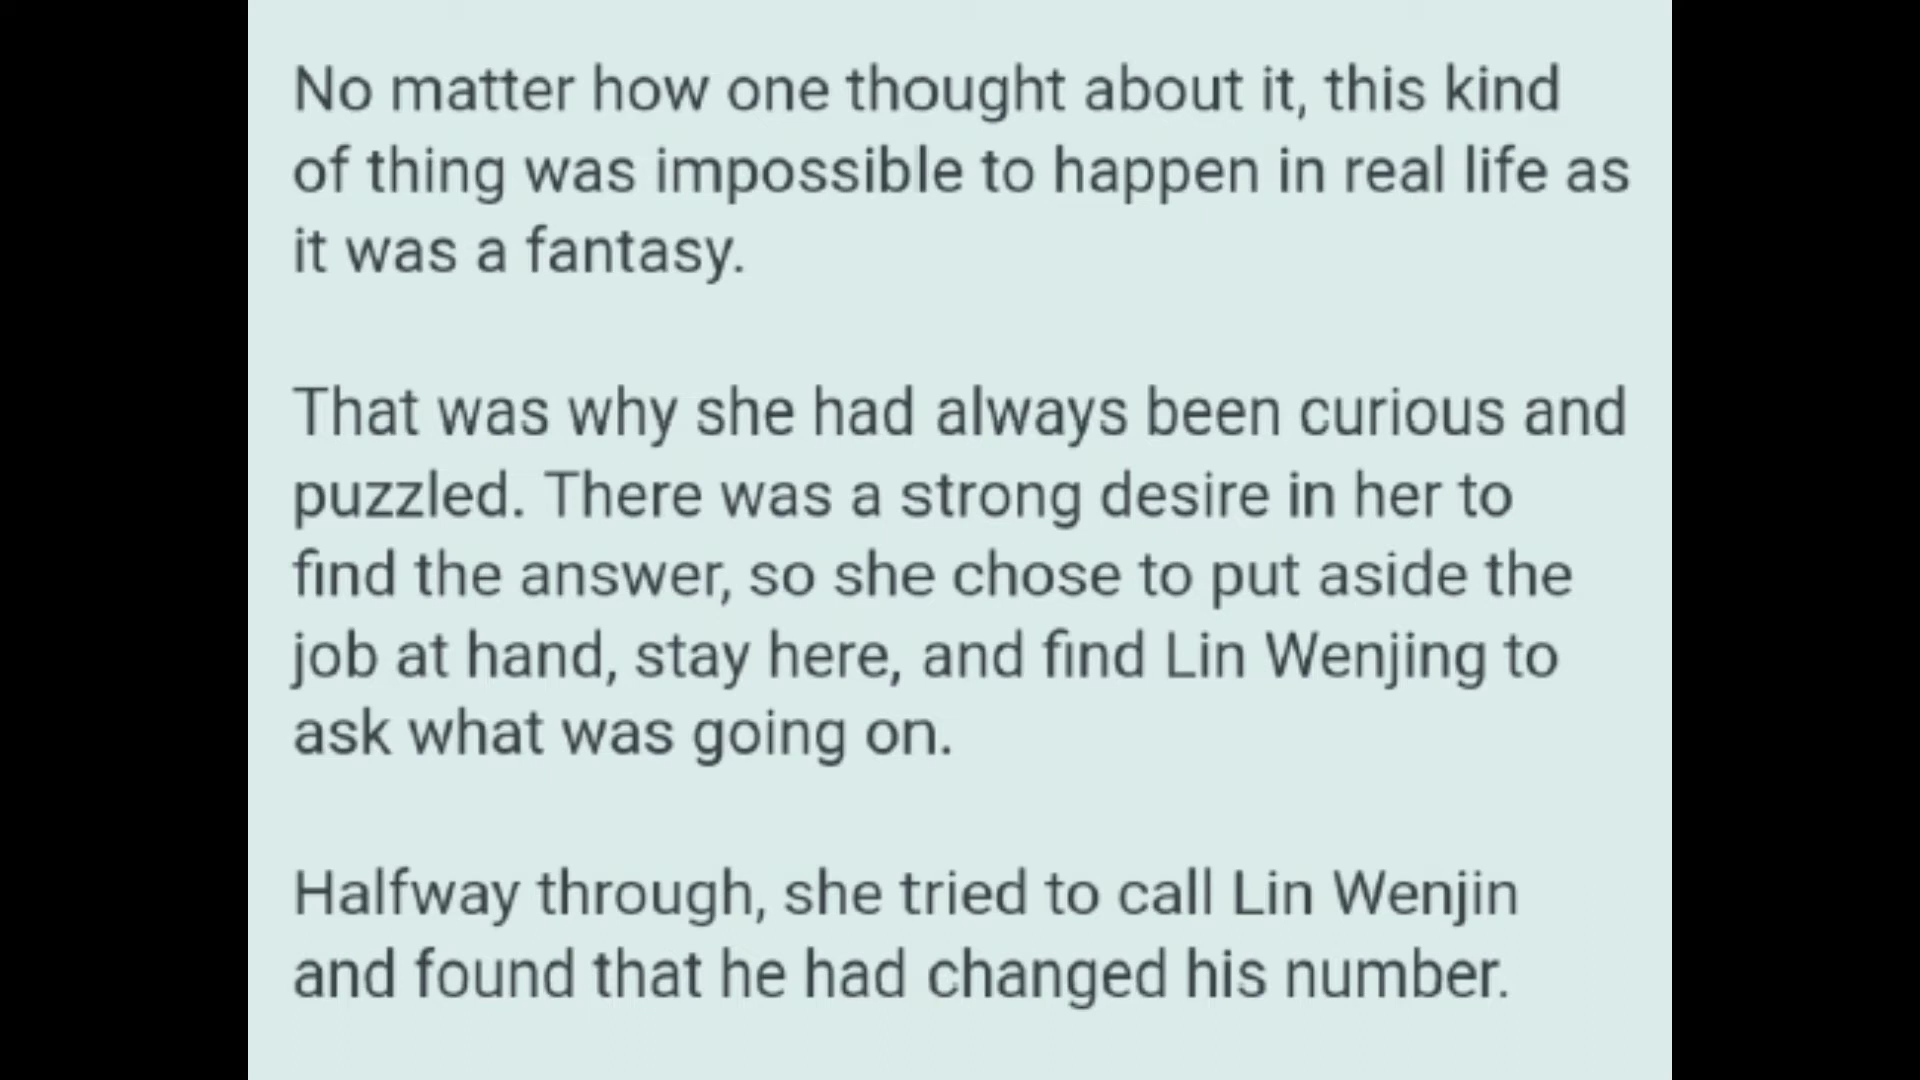 No matter how one thought about it, this kind
of thing was impossible to happen in real life as
it was a fantasy.
That was why she had always been curious and
puzzled. There was a strong desire in her to
find the answer, so she chose to put aside the
job at hand, stay here, and find Lin Wenjing to
ask what was going on.
Halfway through, she tried to call Lin Wenjin
and found that he had changed his number.